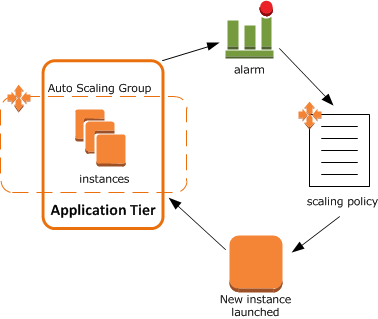 alarm
Auto Scaling Group
instances
Application Tier
scaling policy
New instance
launched